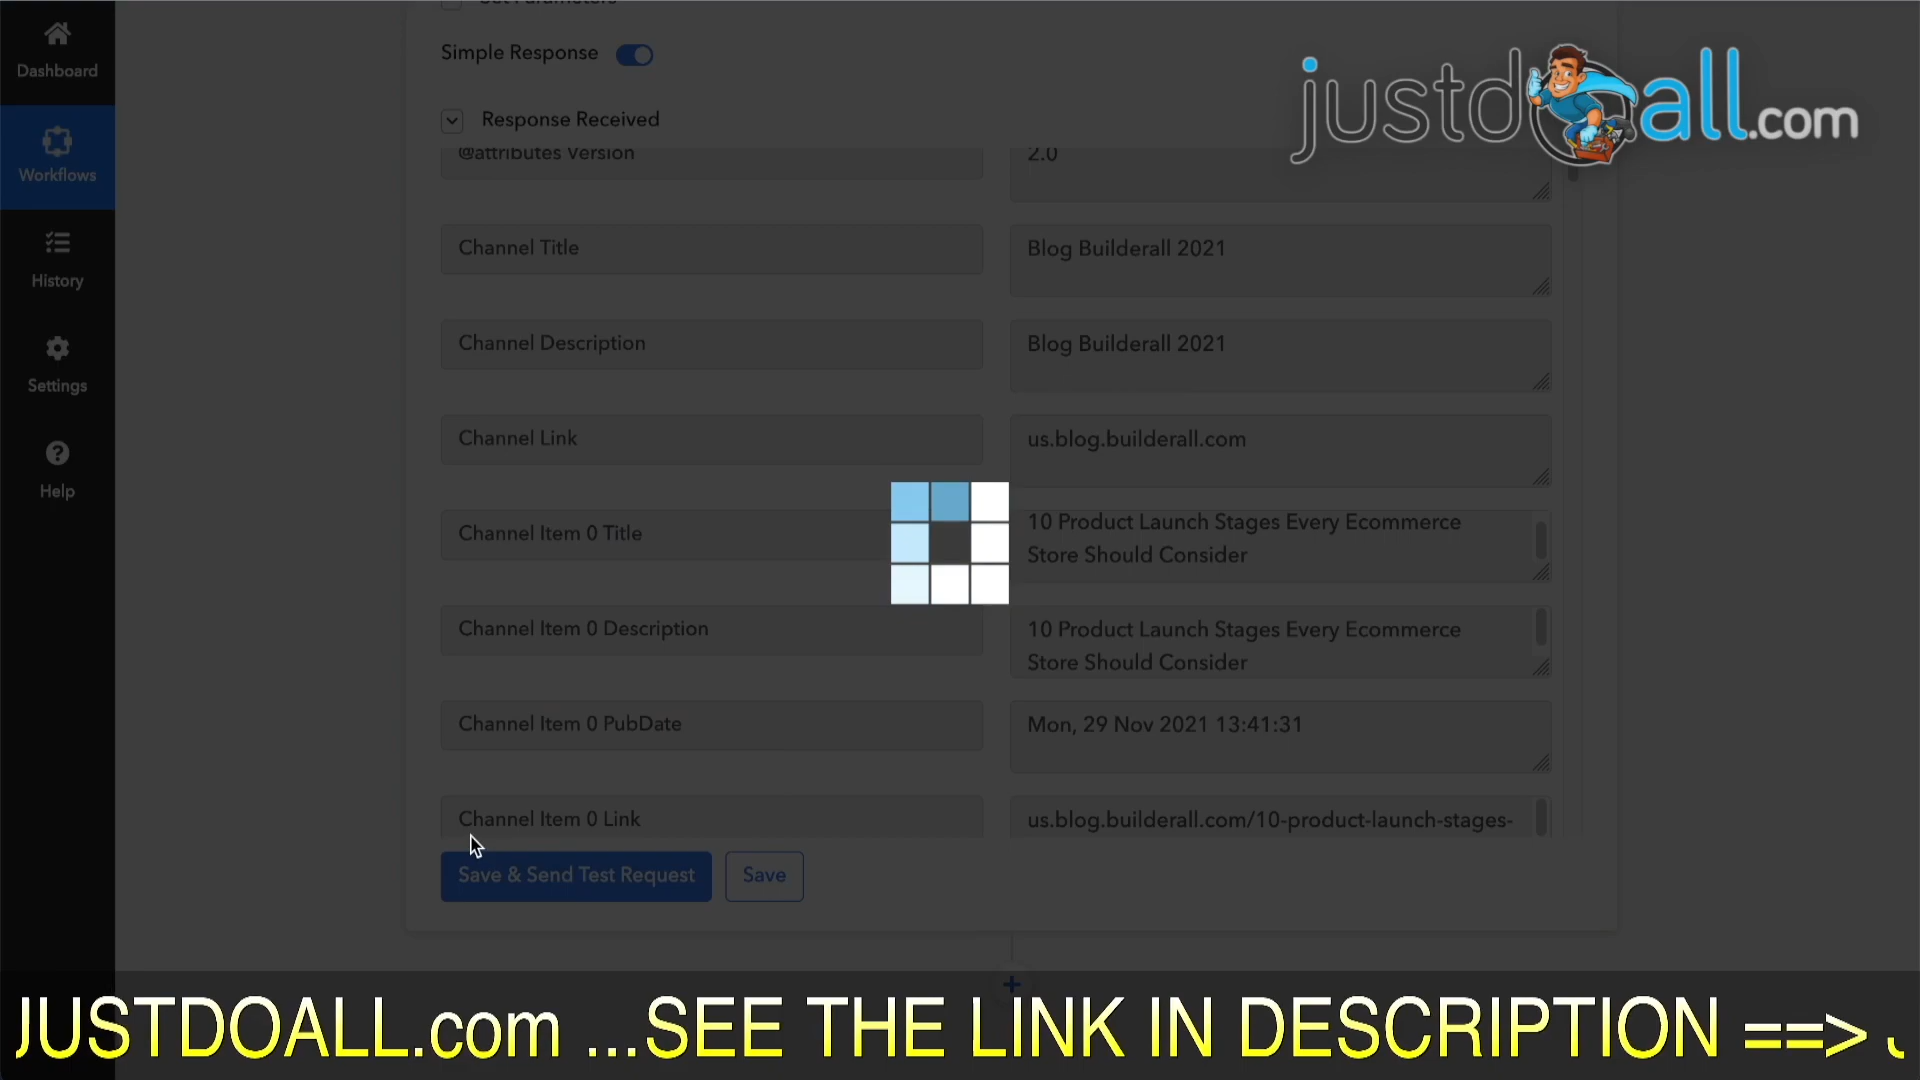 Set Parameters
Simple Response
Response Received
@attributes Version
2.0
Channel Title
Blog Builderall 2021
Channel Description
Blog Builderall 2021
Channel Link
us.blog.builderall.com
Channel Item 0 Title
10 Product Launch Stages Every Ecommerce
Store Should Consider
Channel Item 0 Description
10 Product Launch Stages Every Ecommerce
Store Should Consider
Channel Item 0 PubDate
Mon, 29 Nov 2021 13:41:31
Channel Item 0 Link
us.blog.builderall.com/10-product-launch-stages-
Save & Send Test Request
Save
Dashboard
Workflows
History
Settings
Help
justdoall.com
JUSTDOALL.com ...SEE THE LINK IN DESCRIPTION ==>